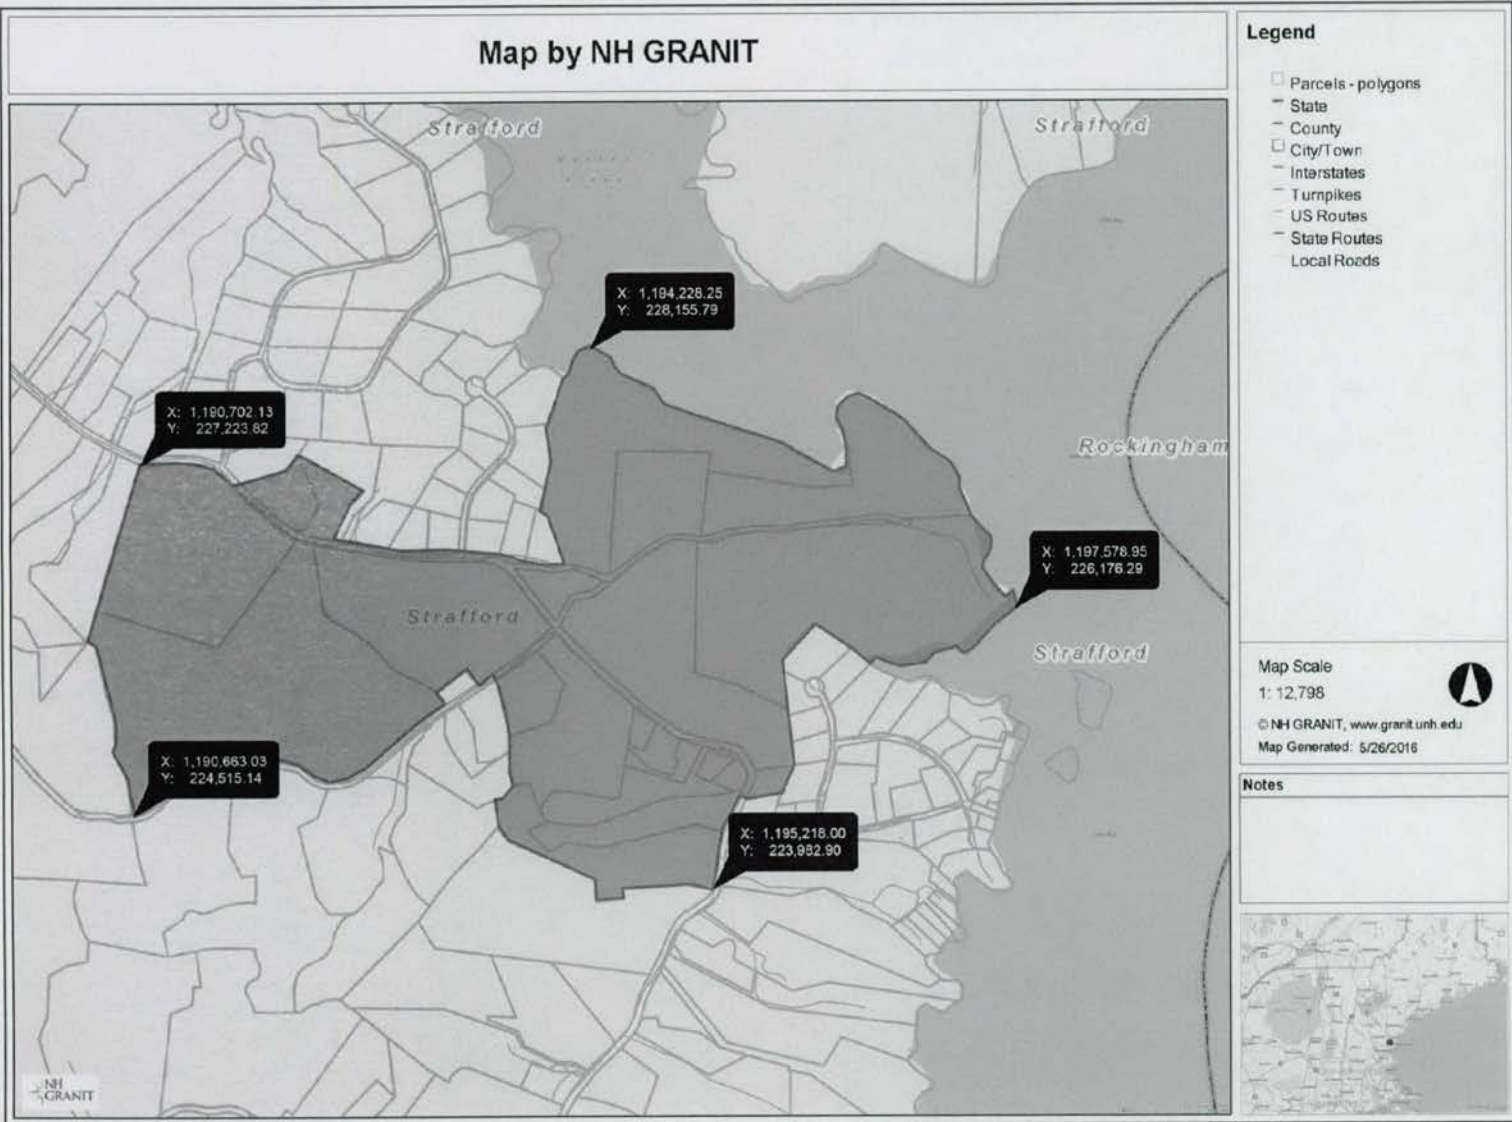 Map by NH GRANIT
Strafford
Strafford
X: 1,194,228.25
Y: 228,155.79
X: 1,190,702.13
Y: 227,223.82
Rockingham
X: 1,197,578.95
Y: 226,176.29
Strafford
Strafford
X: 1,190,663.03
Y: 224,515.14
X: 1,195,218.00
Y: 223,982.90
NH
GRANIT
Legend
Parcels - polygons
State
County
City/Town
Interstates
Turnpikes
US Routes
State Routes
Local Roads
Map Scale
1: 12,798
© NH GRANIT, www.granit.unh.edu
Map Generated: 5/26/2016
Notes